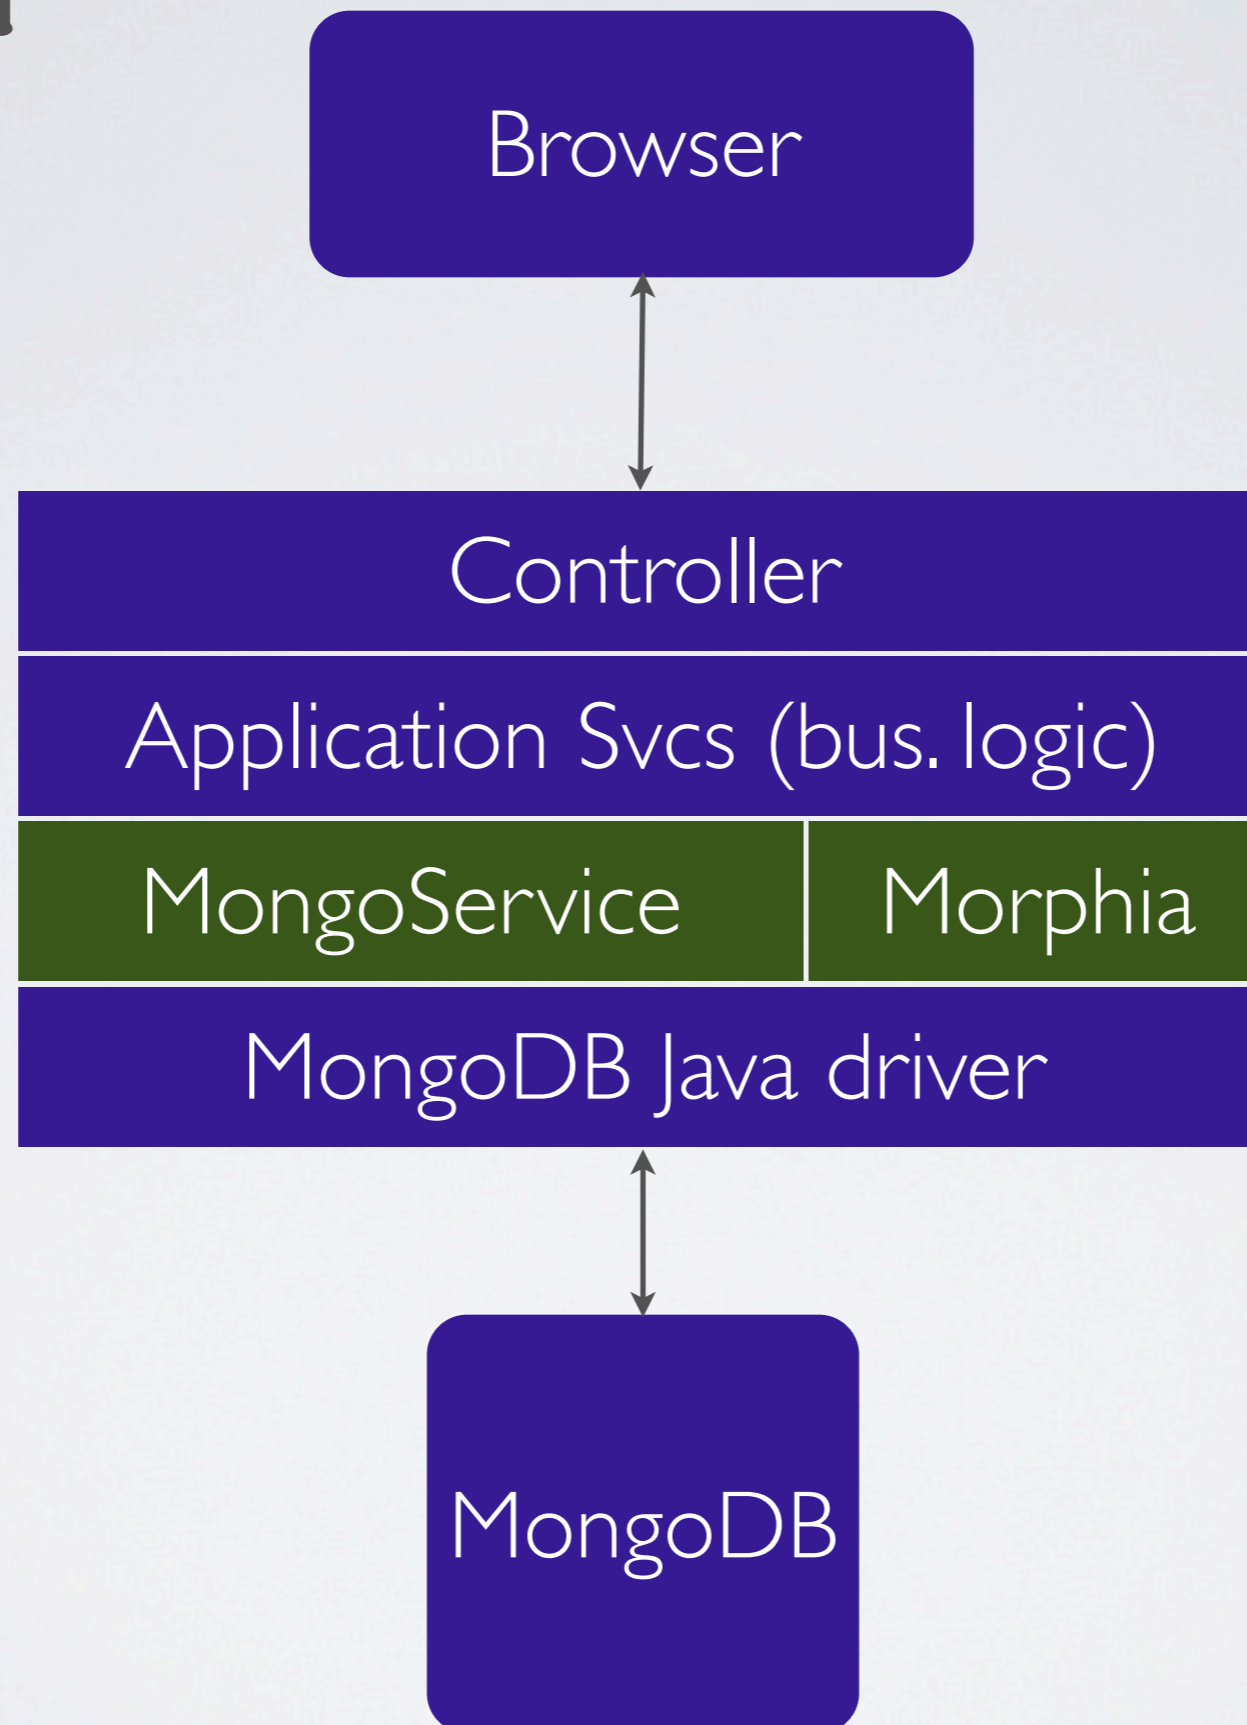 Browser
Controller
Application Svcs (bus. logic)
MongoService
Morphia
MongoDB Java driver
MongoDB